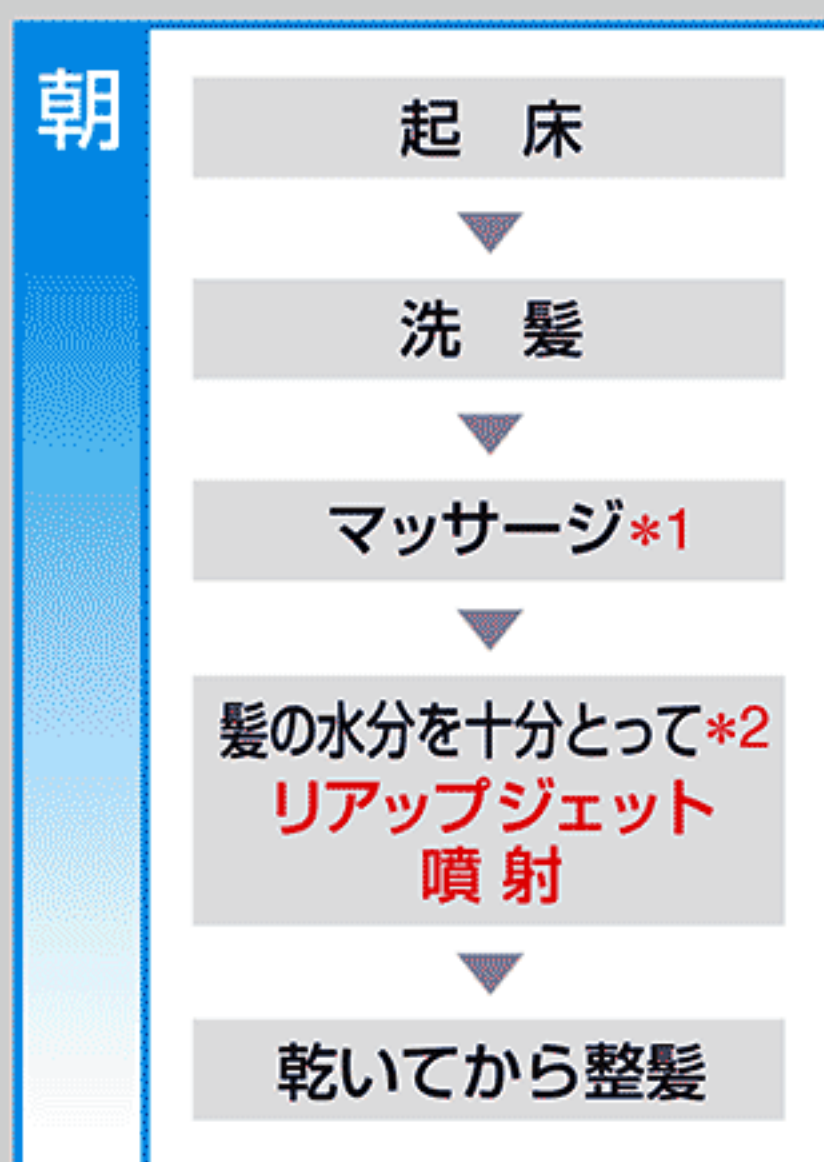 朝
起　床
洗　髪
マッサージ*1
髪の水分を十分とって*2
リアップジェット
噴 射
乾いてから整髪